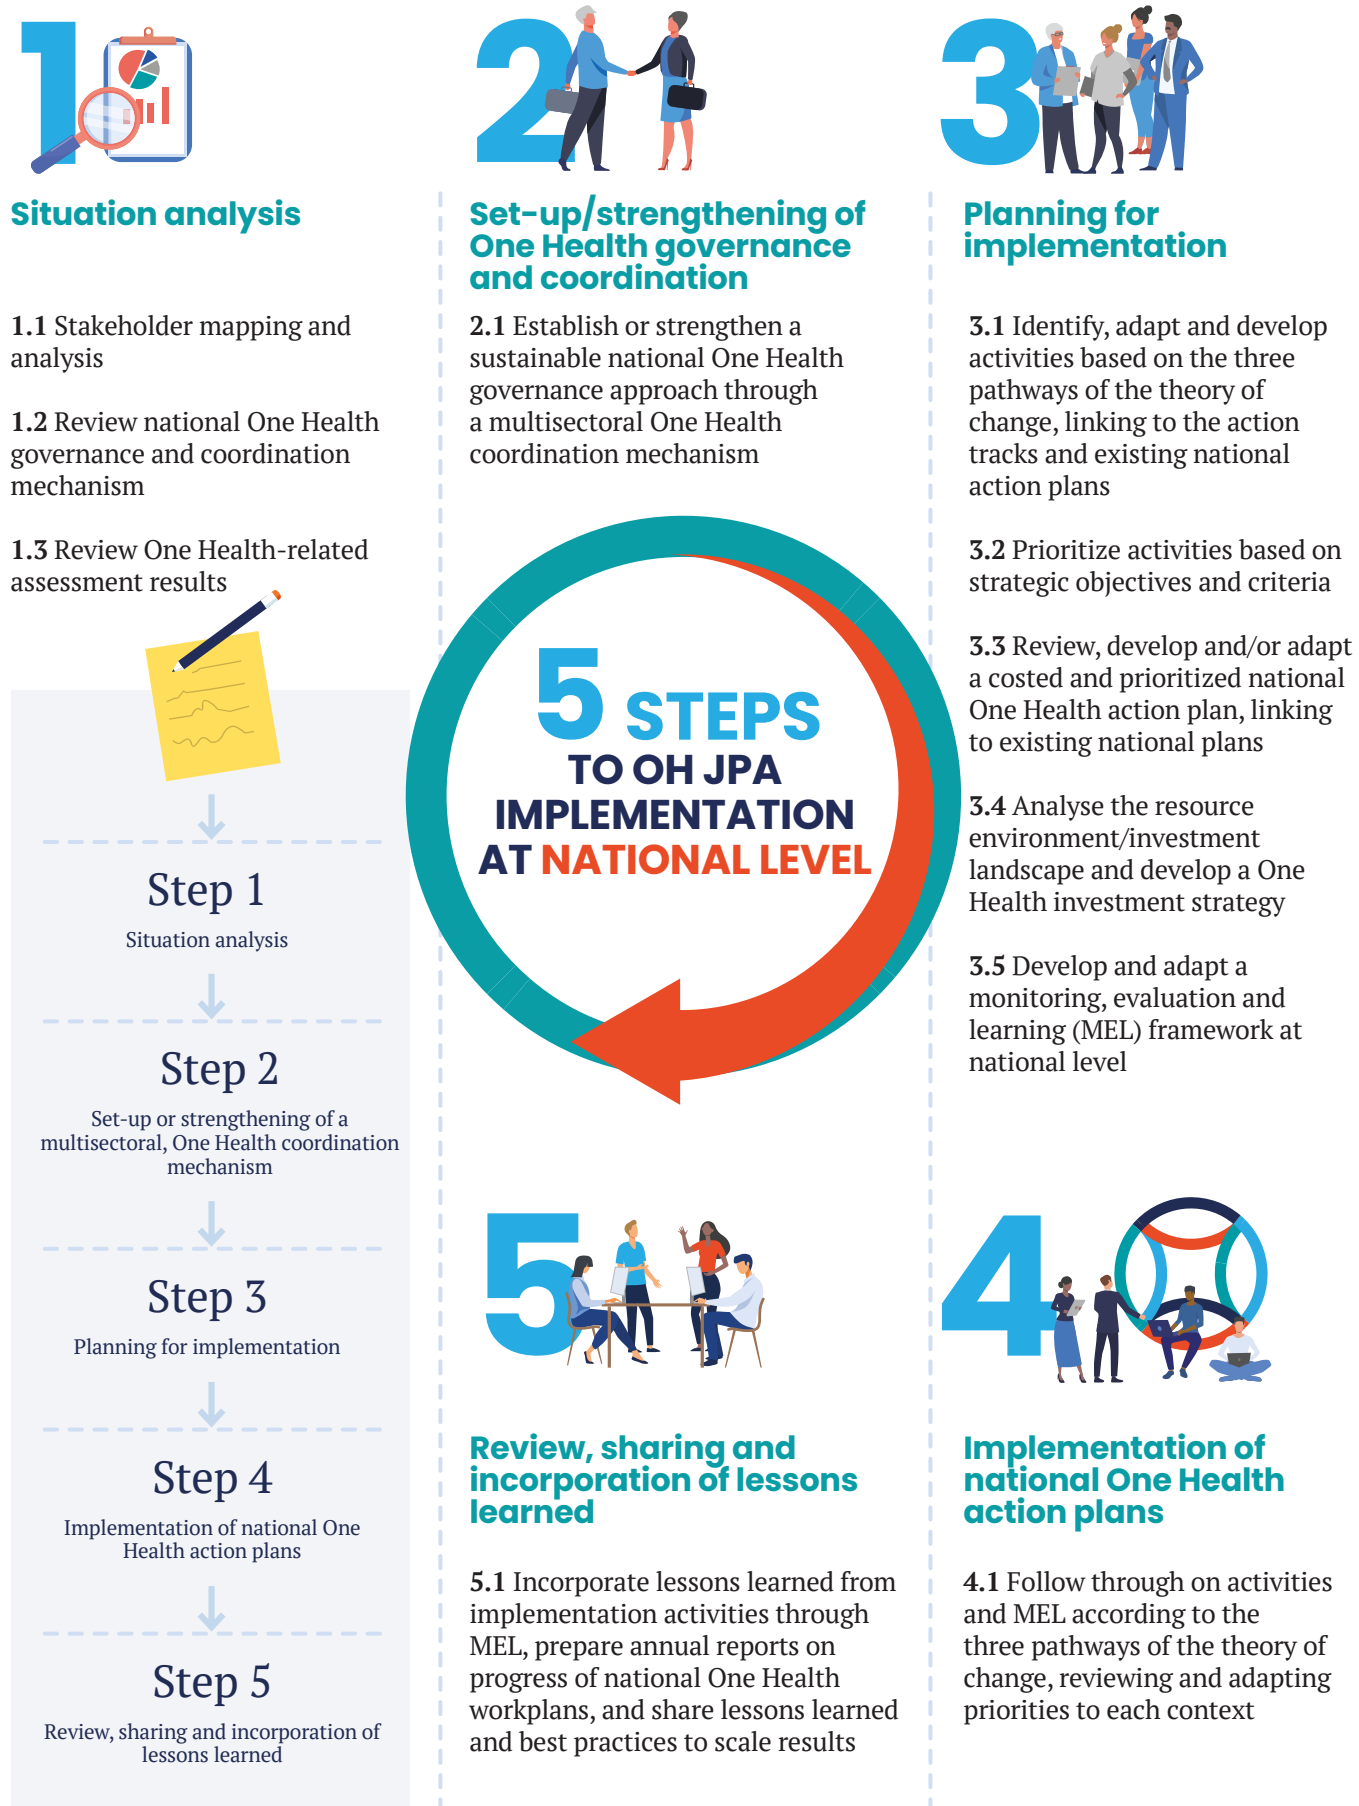 1
Situation analysis
1.1 Stakeholder mapping and
analysis
1.2 Review national One Health
governance and coordination
mechanism
1.3 Review One Health-related
assessment results
2
Set-up/strengthening of
One Health governance
and coordination
2.1 Establish or strengthen a
sustainable national One Health
governance approach through
a multisectoral One Health
coordination mechanism
3
Planning for
implementation
3.1 Identify, adapt and develop
activities based on the three
pathways of the theory of
change, linking to the action
tracks and existing national
action plans
3.2 Prioritize activities based on
strategic objectives and criteria
3.3 Review, develop and/or adapt
a costed and prioritized national
One Health action plan, linking
to existing national plans
3.4 Analyse the resource
environment/investment
landscape and develop a One
Health investment strategy
3.5 Develop and adapt a
monitoring, evaluation and
learning (MEL) framework at
national level
5 STEPS
TO OH JPA
IMPLEMENTATION
AT NATIONAL LEVEL
4
Implementation of
national One Health
action plans
4.1 Follow through on activities
and MEL according to the
three pathways of the theory of
change, reviewing and adapting
priorities to each context
5
Review, sharing and
incorporation of lessons
learned
5.1 Incorporate lessons learned from
implementation activities through
MEL, prepare annual reports on
progress of national One Health
workplans, and share lessons learned
and best practices to scale results
Step 1
Situation analysis
Step 2
Set-up or strengthening of a
multisectoral, One Health coordination
mechanism
Step 3
Planning for implementation
Step 4
Implementation of national One
Health action plans
Step 5
Review, sharing and incorporation of
lessons learned